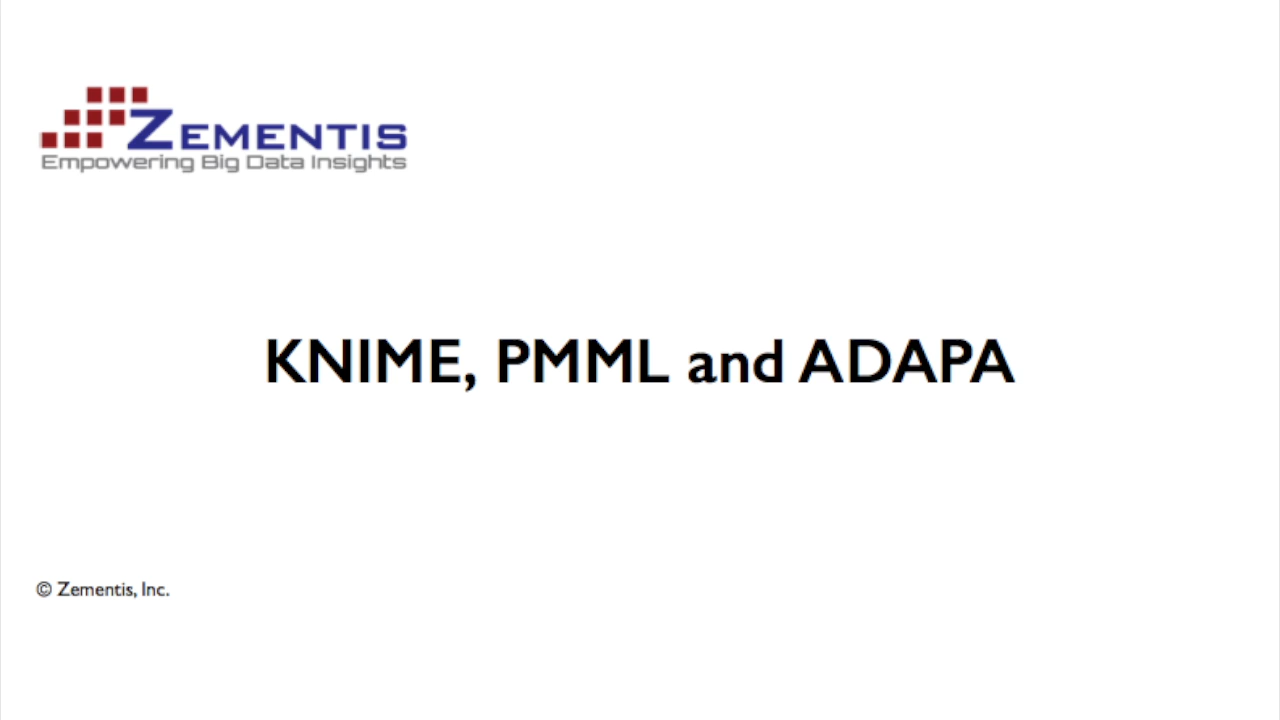 ZEMENTIS
Empowering Big Data Insights
KNIME, PMML and ADAPA
© Zementis, Inc.